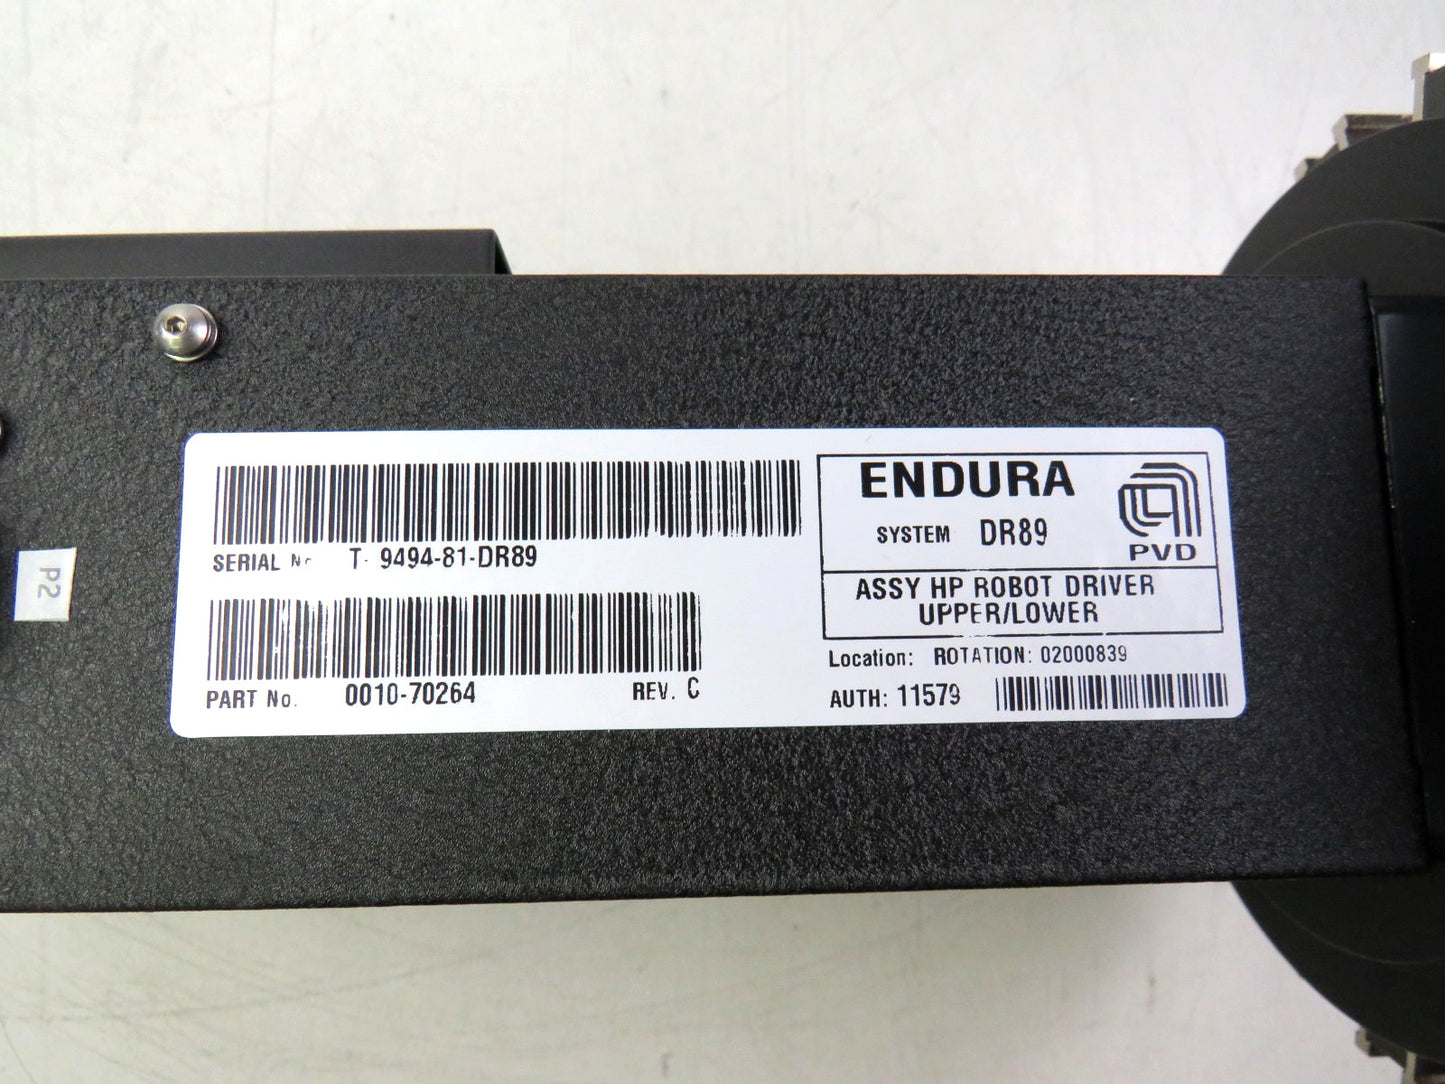 SERIAL No T- 9494-81-DR89
PART No. 0010-70264 REV. C
ENDURA
SYSTEM DR89
PVD
ASSY HP ROBOT DRIVER
UPPER/LOWER
Location: ROTATION: 02000839
AUTH: 11579
P2